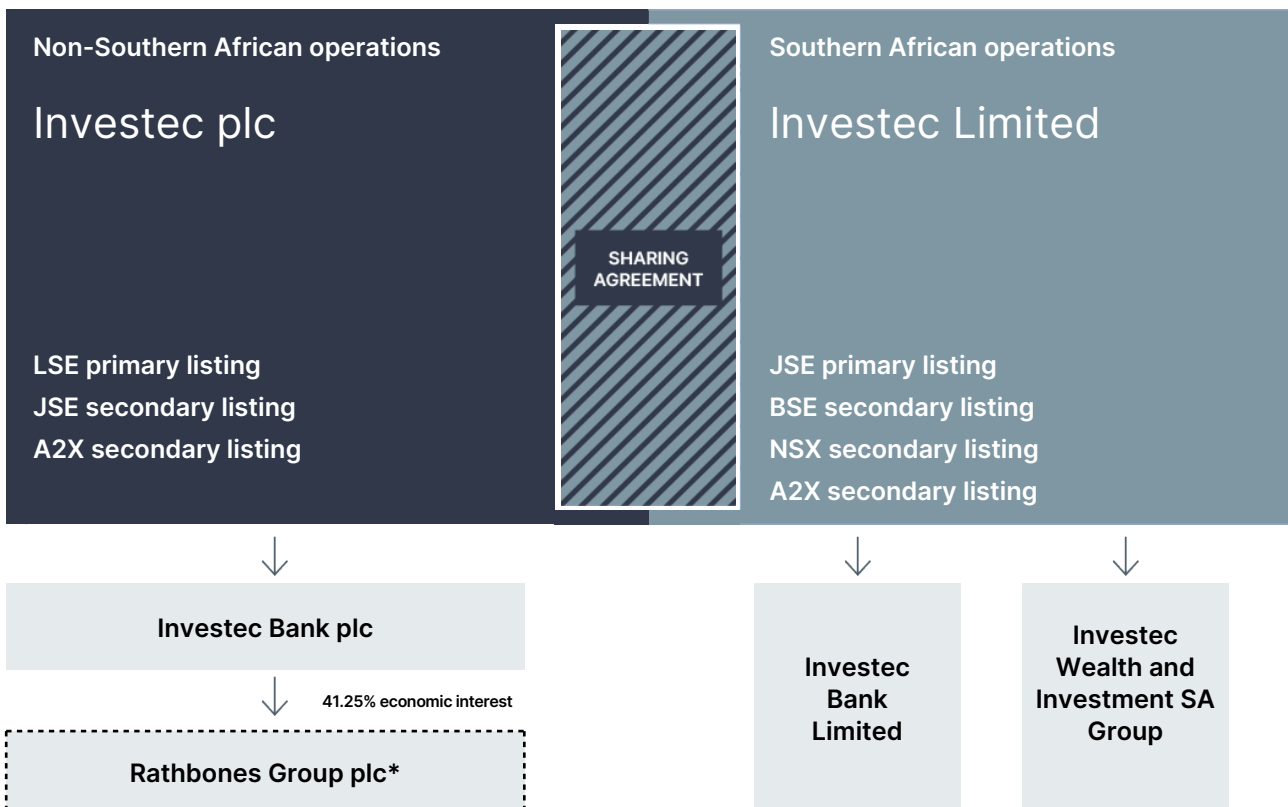 Non-Southern African operations
Investec plc
LSE primary listing
JSE secondary listing
A2X secondary listing
SHARING
AGREEMENT
Southern African operations
Investec Limited
JSE primary listing
BSE secondary listing
NSX secondary listing
A2X secondary listing
Investec Bank plc
41.25% economic interest
Rathbones Group plc*
Investec
Bank
Limited
Investec
Wealth and
Investment SA
Group